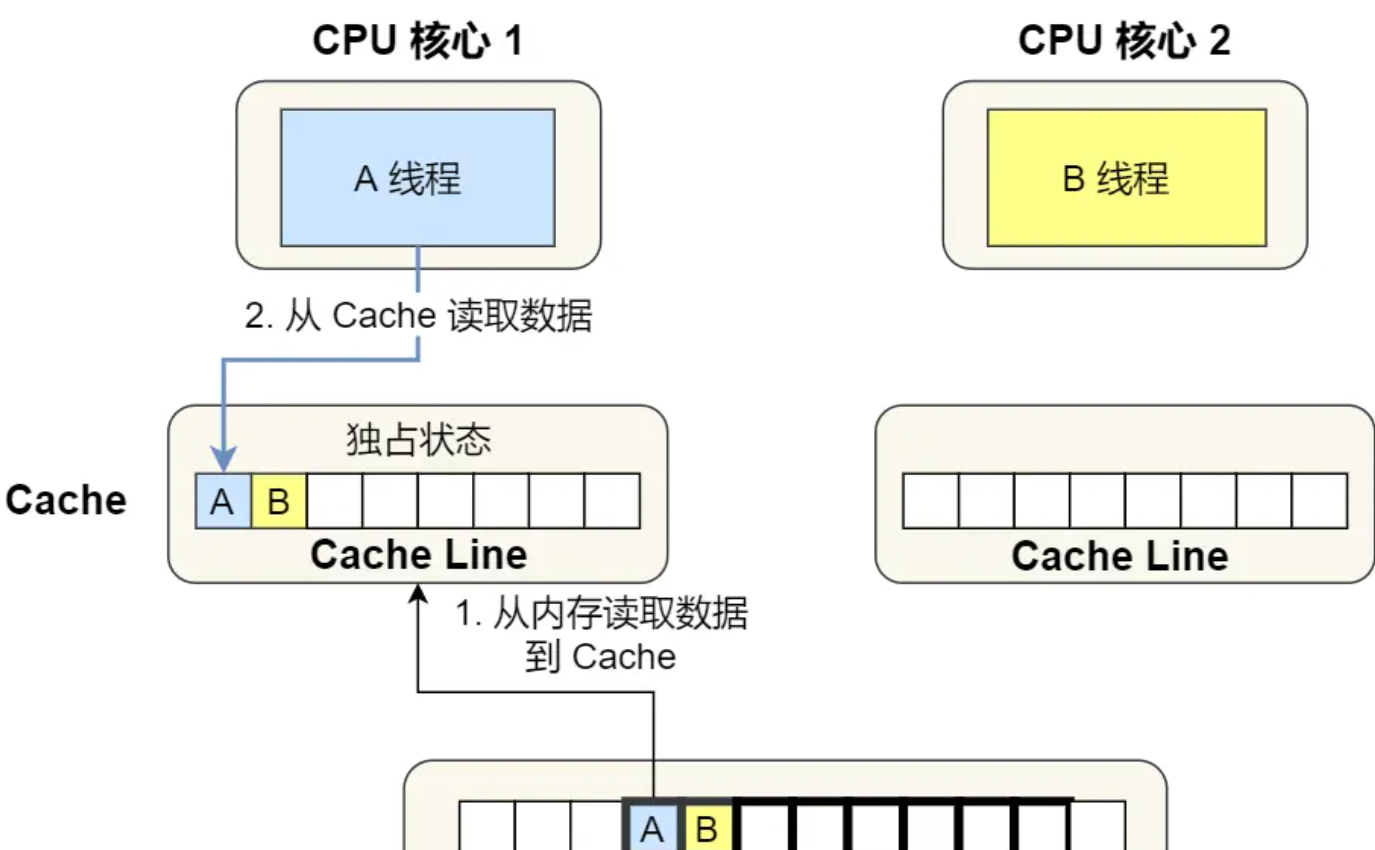 CPU 核心 1
CPU 核心 2
A 线程
B 线程
2. 从 Cache 读取数据
独占状态
Cache
A B
Cache Line
Cache Line
1. 从内存读取数据
到 Cache
A B